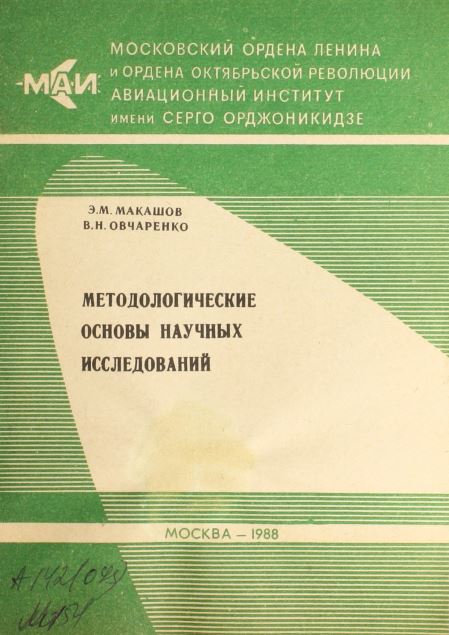 МАИ
МОСКОВСКИЙ ОРДЕНА ЛЕНИНА
И ОРДЕНА ОКТЯБРЬСКОЙ РЕВОЛЮЦИИ
АВИАЦИОННЫЙ ИНСТИТУТ
ИМЕНИ СЕРГО ОРДЖОНИКИДЗЕ
Э.М. МАКАШОВ
В.Н. ОВЧАРЕНКО
МЕТОДОЛОГИЧЕСКИЕ
ОСНОВЫ НАУЧНЫХ
ИССЛЕДОВАНИЙ
МОСКВА – 1988